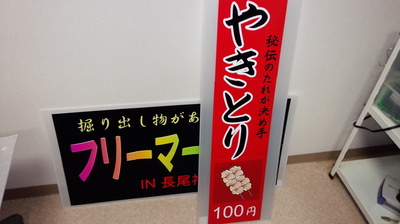 やきとり
秘伝のたれが決め手
100円
掘り出し物があ
フリーマー
IN 長尾